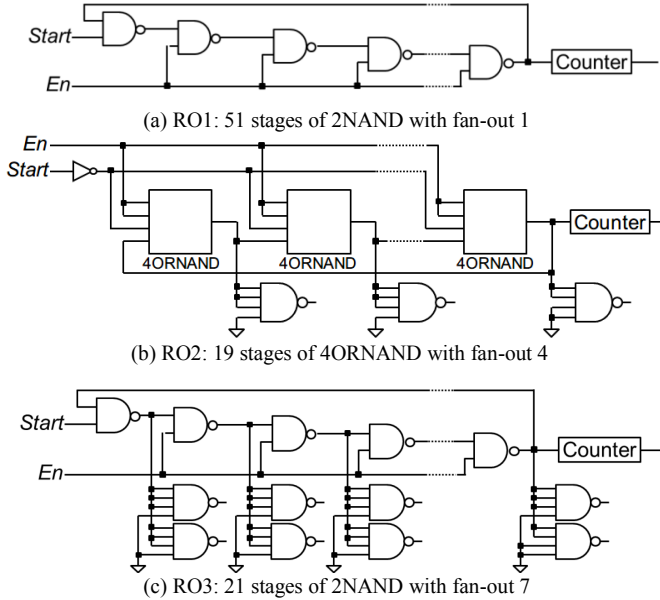 Start
En
Counter
(a) RO1: 51 stages of 2NAND with fan-out 1
En
Start
Counter
4ORNAND 4ORNAND 4ORNAND
(b) RO2: 19 stages of 4ORNAND with fan-out 4
Start
Counter
En
(c) RO3: 21 stages of 2NAND with fan-out 7